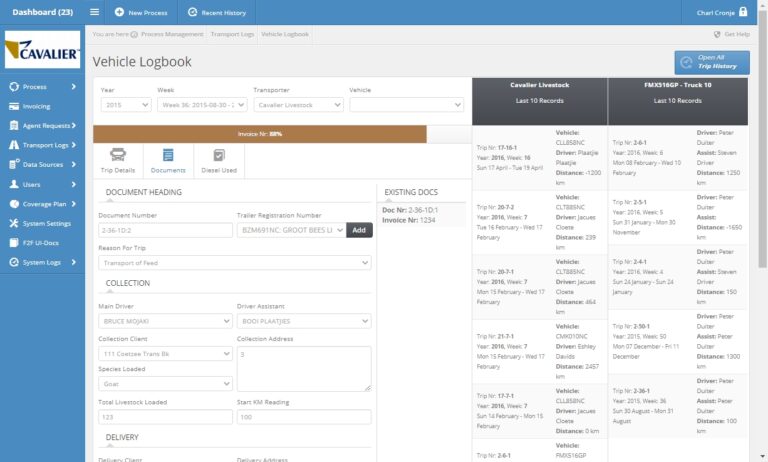 Dashboard (23)
New Process
Recent History
Charl Cronje
You are here
Process Management
Transport Logs
Vehicle Logbook
Get Help
CAVALIER™
Process
Invoicing
Agent Requests
Transport Logs
Data Sources
Users
Coverage Plan
System Settings
F2F UI-Docs
System Logs
Vehicle Logbook
Open All
Trip History
Year
Week
Transporter
Vehicle
2015
Week 36: 2015-08-30 - 2
Cavalier Livestock
Invoice Nr: 88%
Trip Details
Documents
Diesel Used
DOCUMENT HEADING
Document Number
Trailer Registration Number
2-36-1D:2
BZM691NC: GROOT BEES LI
Add
Reason For Trip
Transport of Feed
COLLECTION
Main Driver
Driver Assistant
BRUCE MOJAKI
BOOI PLAATJIES
Collection Client
Collection Address
111 Coetzee Trans Bk
3
Species Loaded
Goat
Total Livestock Loaded
Start KM Reading
123
100
DELIVERY
Delivery Client
Delivery Address
EXISTING DOCS
Doc Nr: 2-36-1D:1
Invoice Nr: 1234
Cavalier Livestock
Last 10 Records
Trip Nr: 17-16-1
Year: 2016, Week: 16
Sun 17 April - Tue 19 April
Vehicle:
CLL858NC
Driver: Plaatjie
Plaatjie
Distance: -1200
km
Trip Nr: 20-7-2
Year: 2016, Week: 7
Tue 16 February - Wed 17
February
Vehicle:
CLT885NC
Driver: Jacues
Cloete
Distance: 239
km
Trip Nr: 20-7-1
Year: 2016, Week: 7
Mon 15 February - Wed 17
February
Vehicle:
CLT885NC
Driver: Jacues
Cloete
Distance: 464
km
Trip Nr: 21-7-1
Year: 2016, Week: 7
Mon 15 February - Wed 17
February
Vehicle:
CMK010NC
Driver: Eshley
Davids
Distance: 2457
km
Trip Nr: 17-7-1
Year: 2016, Week: 7
Sun 14 February - Mon 15
February
Vehicle:
CLL858NC
Driver: Jacues
Cloete
Distance: 0 km
Trip Nr: 2-6-1
Vehicle:
FMX516GP
FMX516GP - Truck 10
Last 10 Records
Trip Nr: 2-6-1
Year: 2016, Week: 6
Mon 08 February - Wed 10
February
Driver: Peter
Duiter
Assist: Steven
Driver
Distance: 1250
km
Trip Nr: 2-5-1
Year: 2016, Week: 5
Sun 31 January - Mon 30
November
Driver: Peter
Duiter
Assist:
Distance: -1650
km
Trip Nr: 2-4-1
Year: 2016, Week: 4
Sun 24 January - Sun 24
January
Driver: Peter
Duiter
Assist: Steven
Driver
Distance: 150
km
Trip Nr: 2-50-1
Year: 2015, Week: 50
Mon 07 December - Fri 11
December
Driver: Peter
Duiter
Assist: Peter
Duiter
Distance: 1300
km
Trip Nr: 2-36-1
Year: 2015, Week: 36
Sun 30 August - Mon 31
August
Driver: Peter
Duiter
Assist: Peter
Duiter
Distance: 100
km